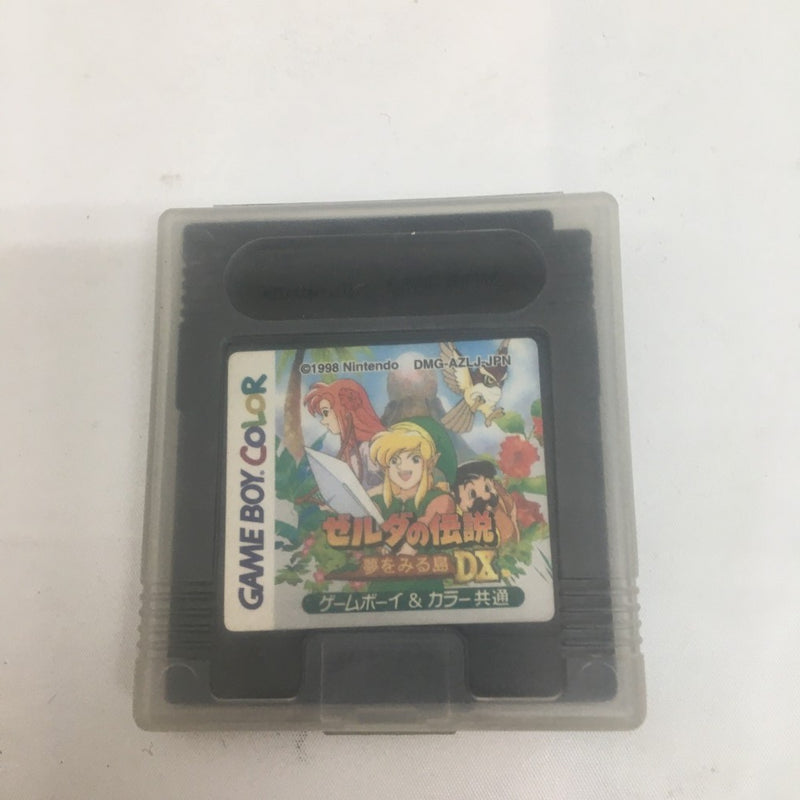 ©1998 Nintendo DMG-AZLJ-JPN
GAME BOY COLOR
ゼルダの伝説
夢をみる島 DX
ゲームボーイ & カラー共通